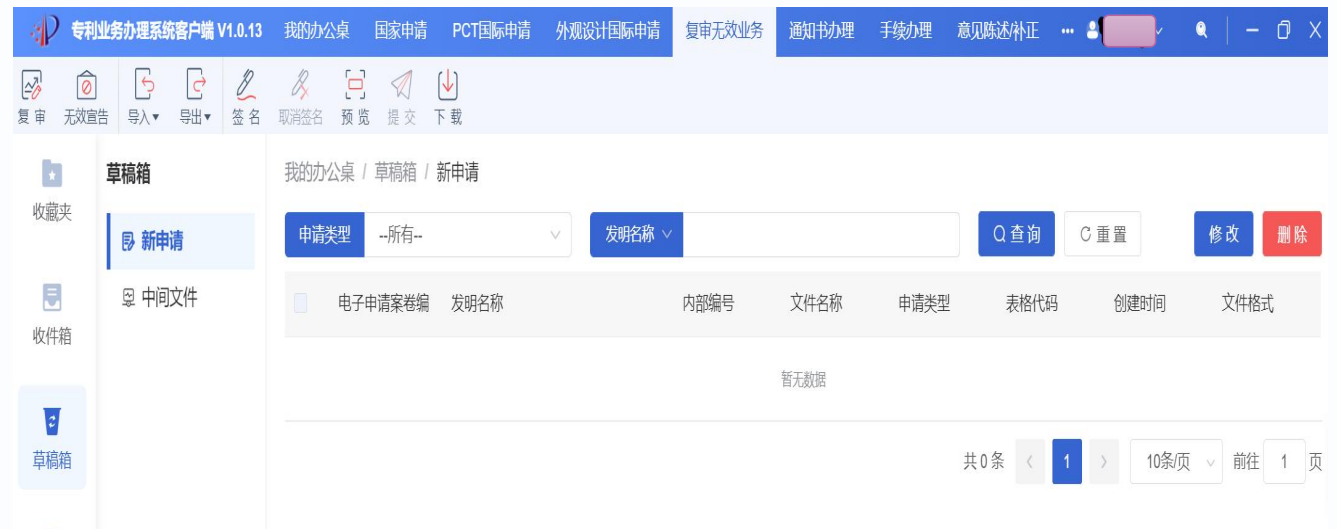 专利业务办理系统客户端 V1.0.13 我的办公桌 国家申请 PCT国际申请 外观设计国际申请 复审无效业务 通知书办理 手续办理 意见陈述/补正 ···
复审 无效宣告 导入▾ 导出▾ 签名 取消签名 预览 提交 下载
收藏夹
收件箱
草稿箱
草稿箱
新申请
中间文件
我的办公桌 / 草稿箱 / 新申请
申请类型 --所有-- 发明名称 查询 重置 修改 删除
电子申请案卷编 发明名称 内部编号 文件名称 申请类型 表格代码 创建时间 文件格式
暂无数据
共0条 < 1 > 10条/页 前往 1 页